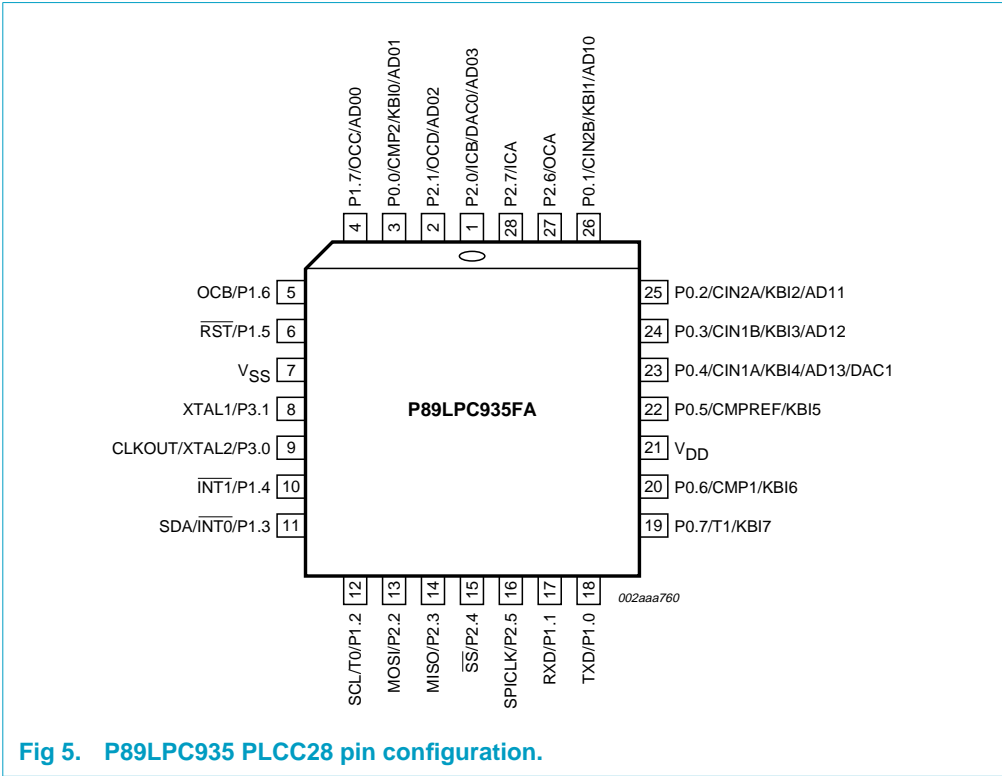 P1.7/OCC/AD00
P0.0/CMP2/KBI0/AD01
P2.1/OCD/AD02
P2.0/ICB/DAC0/AD03
P2.7/ICA
P2.6/OCA
P0.1/CIN2B/KBI1/AD10
4
3
2
1
28
27
26
OCB/P1.6 5
RST/P1.5 6
VSS 7
XTAL1/P3.1 8
CLKOUT/XTAL2/P3.0 9
INT1/P1.4 10
SDA/INT0/P1.3 11
P89LPC935FA
25 P0.2/CIN2A/KBI2/AD11
24 P0.3/CIN1B/KBI3/AD12
23 P0.4/CIN1A/KBI4/AD13/DAC1
22 P0.5/CMPREF/KBI5
21 VDD
20 P0.6/CMP1/KBI6
19 P0.7/T1/KBI7
12
13
14
15
16
17
18
SCL/T0/P1.2
MOSI/P2.2
MISO/P2.3
SS/P2.4
SPICLK/P2.5
RXD/P1.1
TXD/P1.0
002aaa760
Fig 5. P89LPC935 PLCC28 pin configuration.